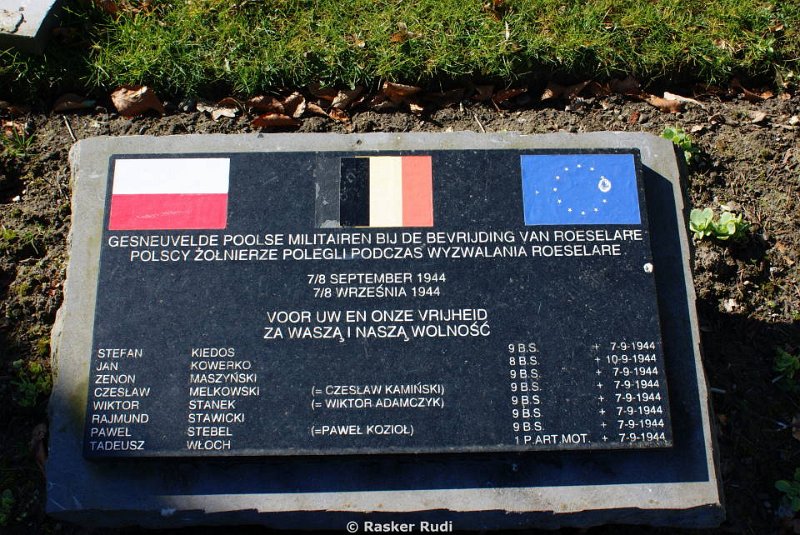 GESNEUVELDE POOLSE MILITAIREN BIJ DE BEVRIJDING VAN ROESELARE
POLSCY ŻOŁNIERZE POLEGLI PODCZAS WYZWALANIA ROESELARE
7/8 SEPTEMBER 1944
7/8 WRZEŚNIA 1944
VOOR UW EN ONZE VRIJHEID
ZA WASZĄ I NASZĄ WOLNOŚĆ
STEFAN KIEDOS 9 B.S. + 7-9-1944
JAN KOWERKO 8 B.S. + 10-9-1944
ZENON MASZYŃSKI 9 B.S. + 7-9-1944
CZESŁAW MELKOWSKI (= CZESŁAW KAMIŃSKI) 9 B.S. + 7-9-1944
WIKTOR STANEK (= WIKTOR ADAMCZYK) 9 B.S. + 7-9-1944
RAJMUND STAWICKI 9 B.S. + 7-9-1944
PAWEŁ STEBEL (=PAWEŁ KOZIOŁ) 9 B.S. + 7-9-1944
TADEUSZ WŁOCH 1 P.ART.MOT. + 7-9-1944
© Rasker Rudi